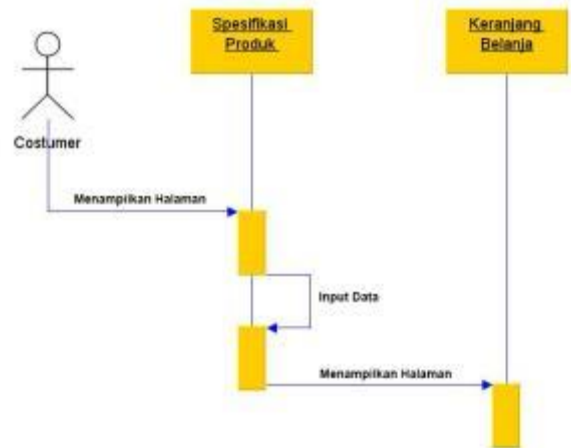 Spesifikasi
Produk
Keranjang
Belanja
Costumer
Menampilkan Halaman
Input Data
Menampilkan Halaman